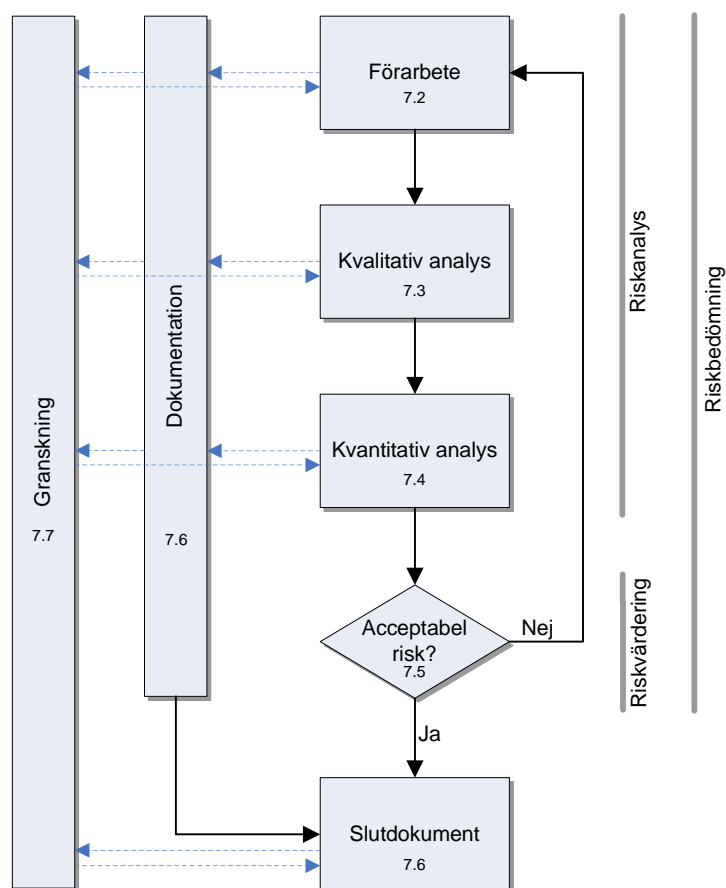 Förarbete
7.2
Kvalitativ analys
7.3
Kvantitativ analys
7.4
Acceptabel
risk?
7.5
Nej
Ja
Slutdokument
7.6
Dokumentation
7.6
Granskning
7.7
Riskanalys
Riskvärdering
Riskbedömning